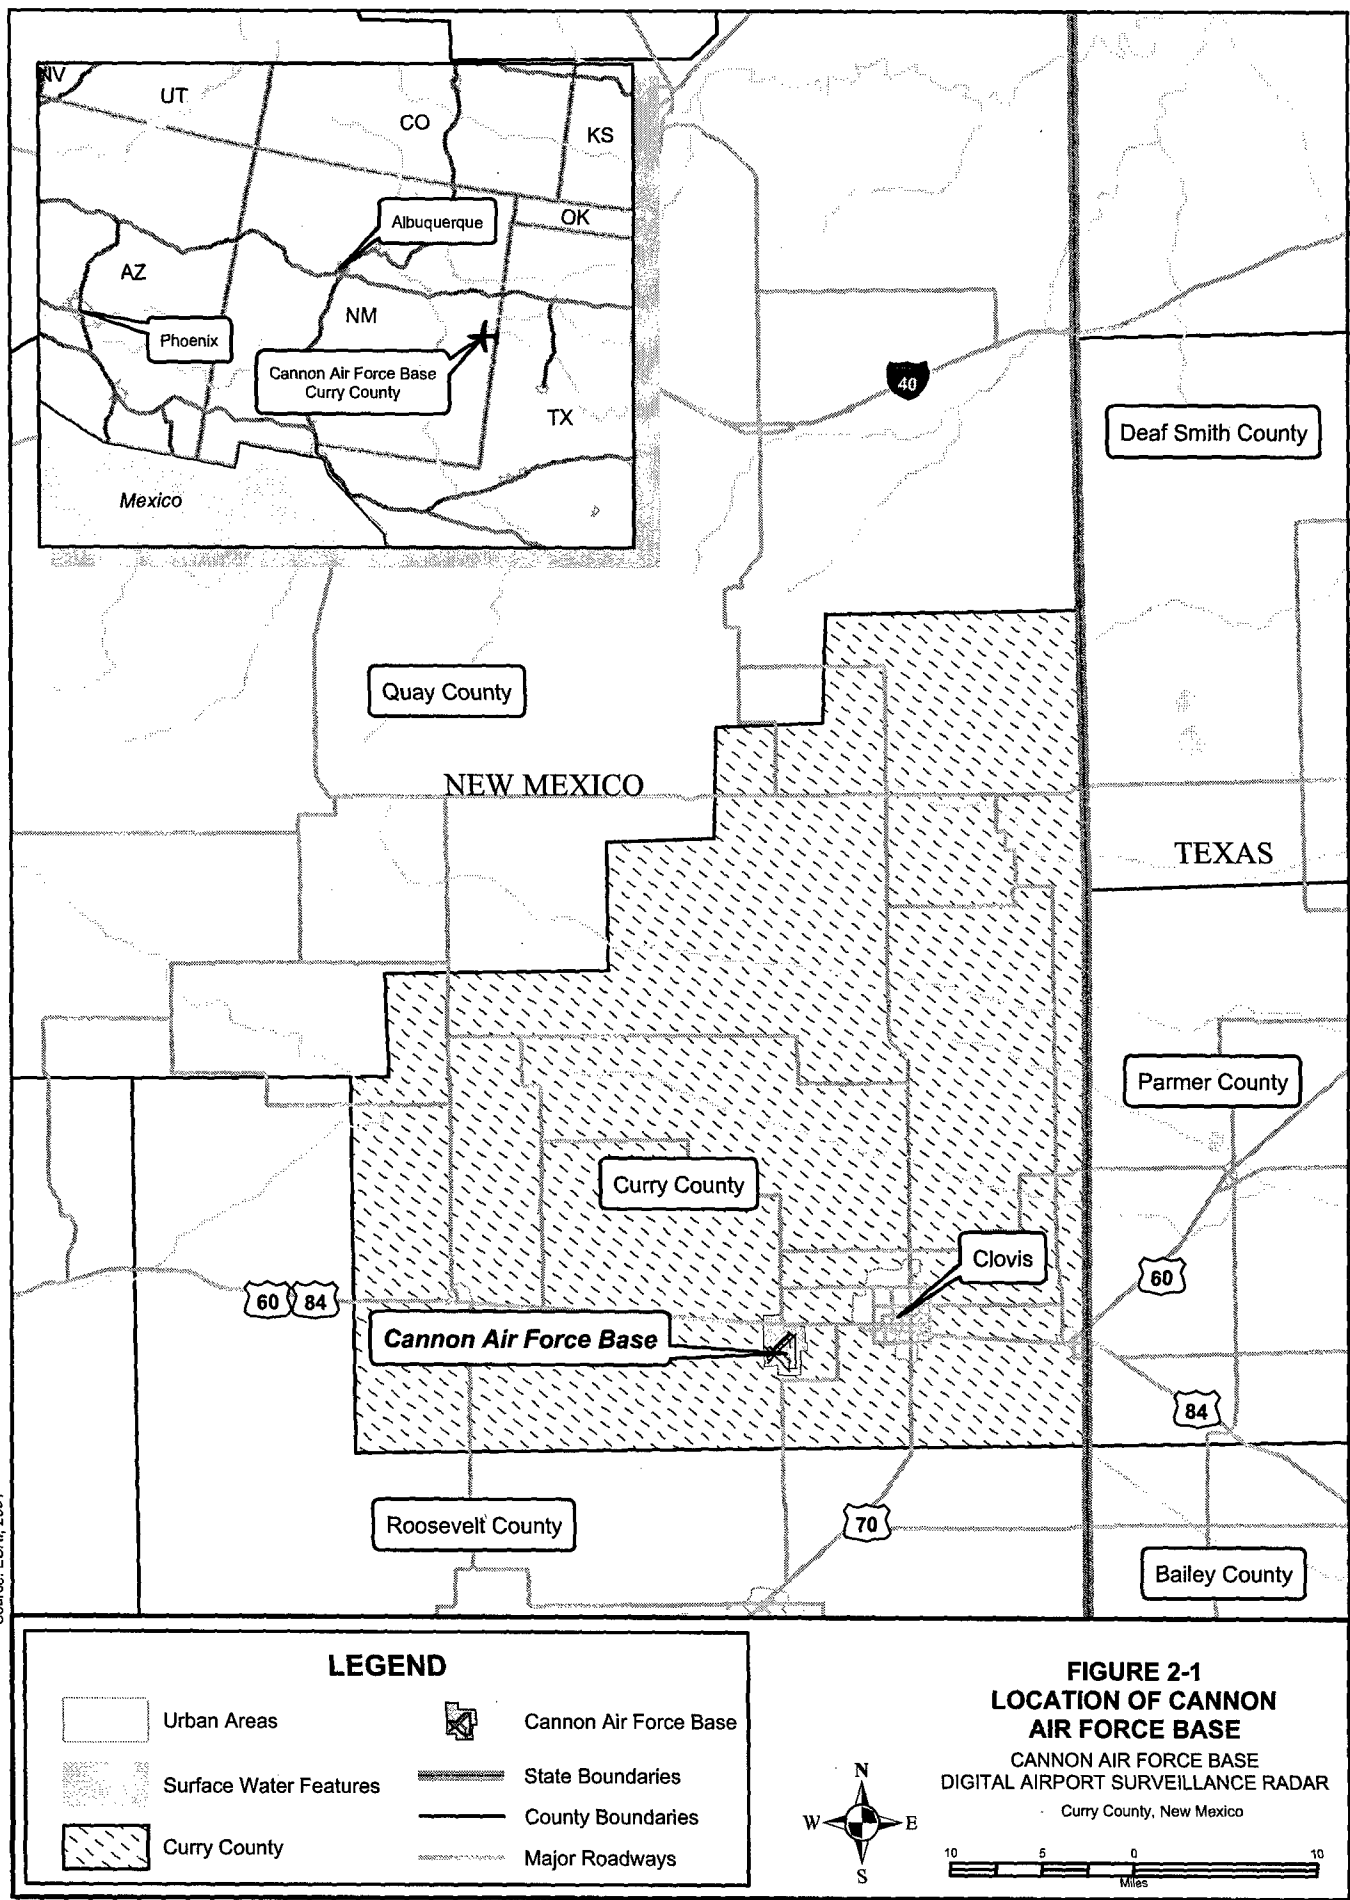 NV
UT
CO
KS
OK
Albuquerque
AZ
NM
Phoenix
Cannon Air Force Base
Curry County
TX
Mexico
40
Deaf Smith County
Quay County
NEW MEXICO
TEXAS
Parmer County
Curry County
Clovis
60
60 84
Cannon Air Force Base
84
Roosevelt County
70
Bailey County
LEGEND
Urban Areas
Surface Water Features
Curry County
Cannon Air Force Base
State Boundaries
County Boundaries
Major Roadways
N
W E
S
FIGURE 2-1
LOCATION OF CANNON
AIR FORCE BASE
CANNON AIR FORCE BASE
DIGITAL AIRPORT SURVEILLANCE RADAR
Curry County, New Mexico
10 5 0 10
Miles